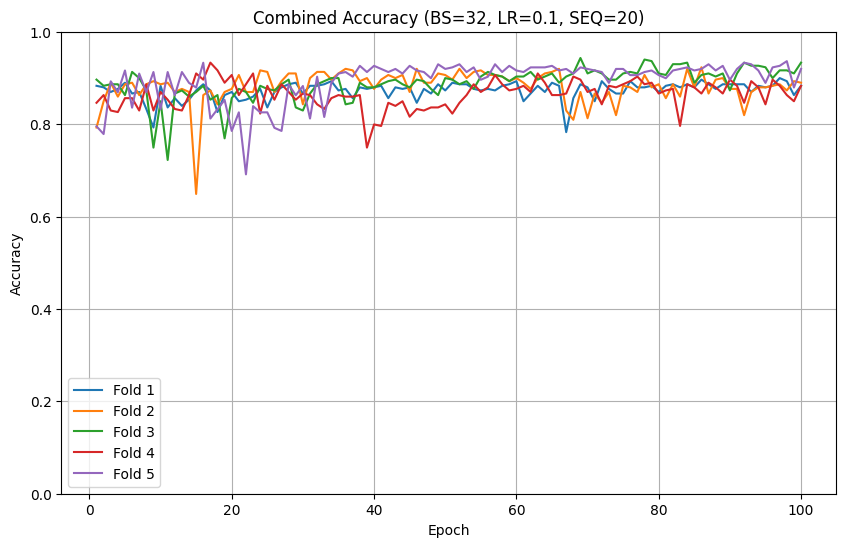 Combined Accuracy (BS=32, LR=0.1, SEQ=20)
1.0
0.8
0.6
0.4
0.2
0.0
Accuracy
Fold 1
Fold 2
Fold 3
Fold 4
Fold 5
0 20 40 60 80 100
Epoch